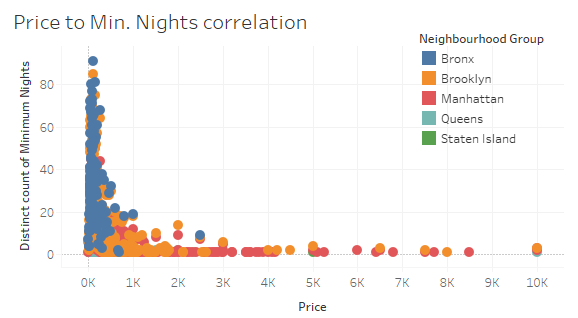 Price to Min. Nights correlation
Neighbourhood Group
Bronx
Brooklyn
Manhattan
Queens
Staten Island
Distinct count of Minimum Nights
80
60
40
20
0
0K 1K 2K 3K 4K 5K 6K 7K 8K 9K 10K
Price